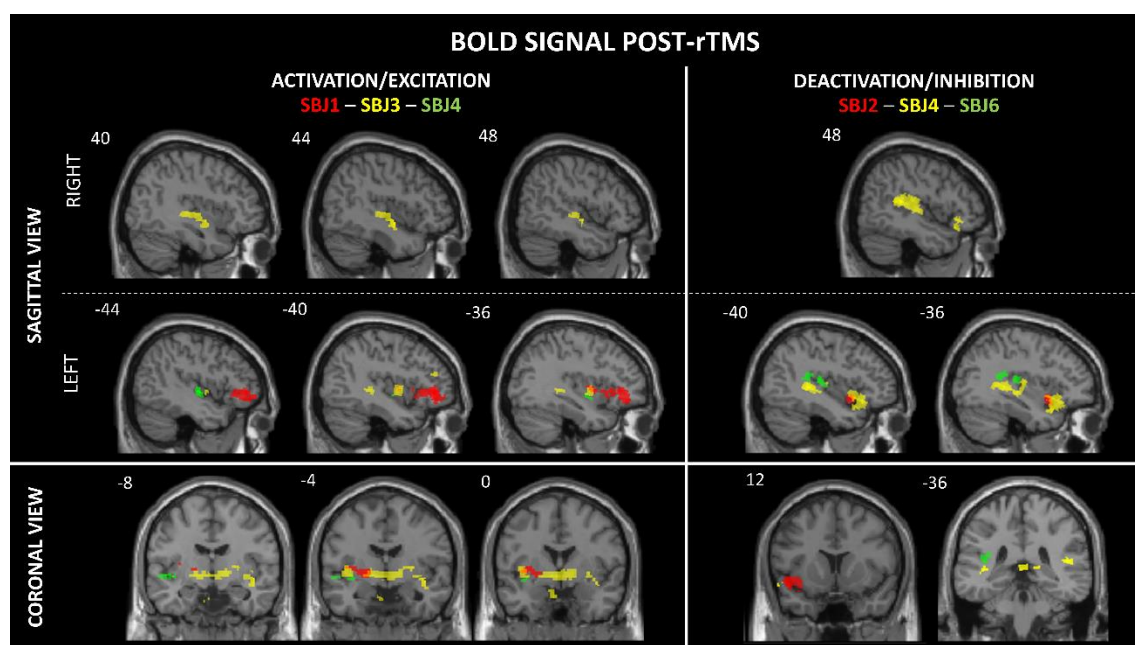 BOLD SIGNAL POST-rTMS
ACTIVATION/EXCITATION
SBJ1 – SBJ3 – SBJ4
DEACTIVATION/INHIBITION
SBJ2 – SBJ4 – SBJ6
SAGITTAL VIEW
RIGHT
40 44 48 48
LEFT
-44 -40 -36 -40 -36
CORONAL VIEW
-8 -4 0 12 -36